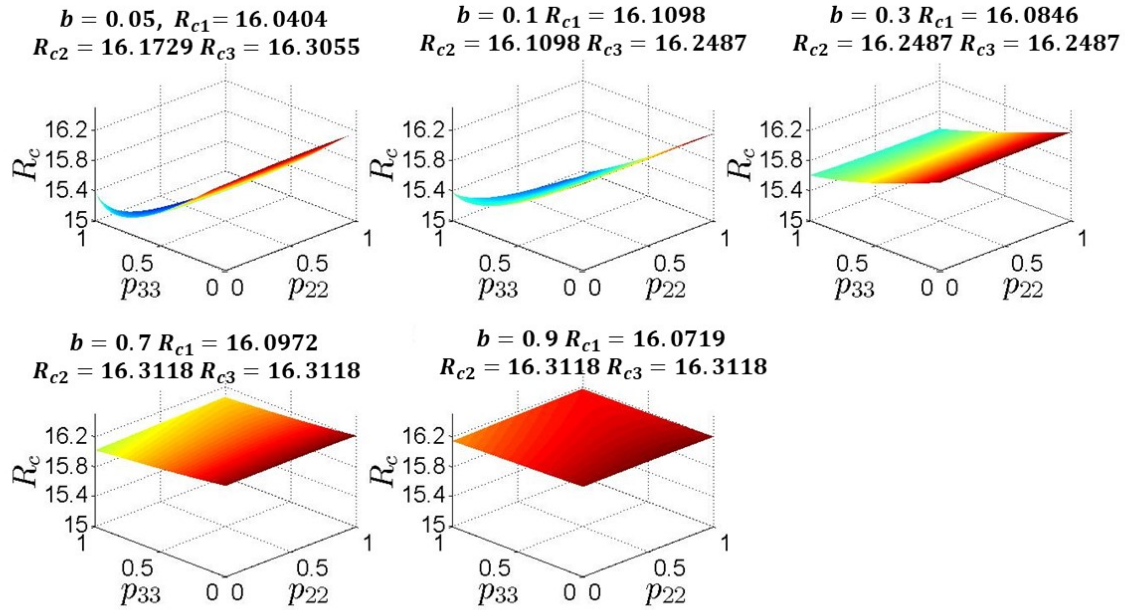 b = 0.05, R_c1 = 16.0404
R_c2 = 16.1729 R_c3 = 16.3055
R_c
16.2
15.8
15.4
15
1
0.5
0
p_33
0
0.5
1
p_22
b = 0.1 R_c1 = 16.1098
R_c2 = 16.1098 R_c3 = 16.2487
R_c
16.2
15.8
15.4
15
1
0.5
0
p_33
0
0.5
1
p_22
b = 0.3 R_c1 = 16.0846
R_c2 = 16.2487 R_c3 = 16.2487
R_c
16.2
15.8
15.4
15
1
0.5
0
p_33
0
0.5
1
p_22
b = 0.7 R_c1 = 16.0972
R_c2 = 16.3118 R_c3 = 16.3118
R_c
16.2
15.8
15.4
15
1
0.5
0
p_33
0
0.5
1
p_22
b = 0.9 R_c1 = 16.0719
R_c2 = 16.3118 R_c3 = 16.3118
R_c
16.2
15.8
15.4
15
1
0.5
0
p_33
0
0.5
1
p_22